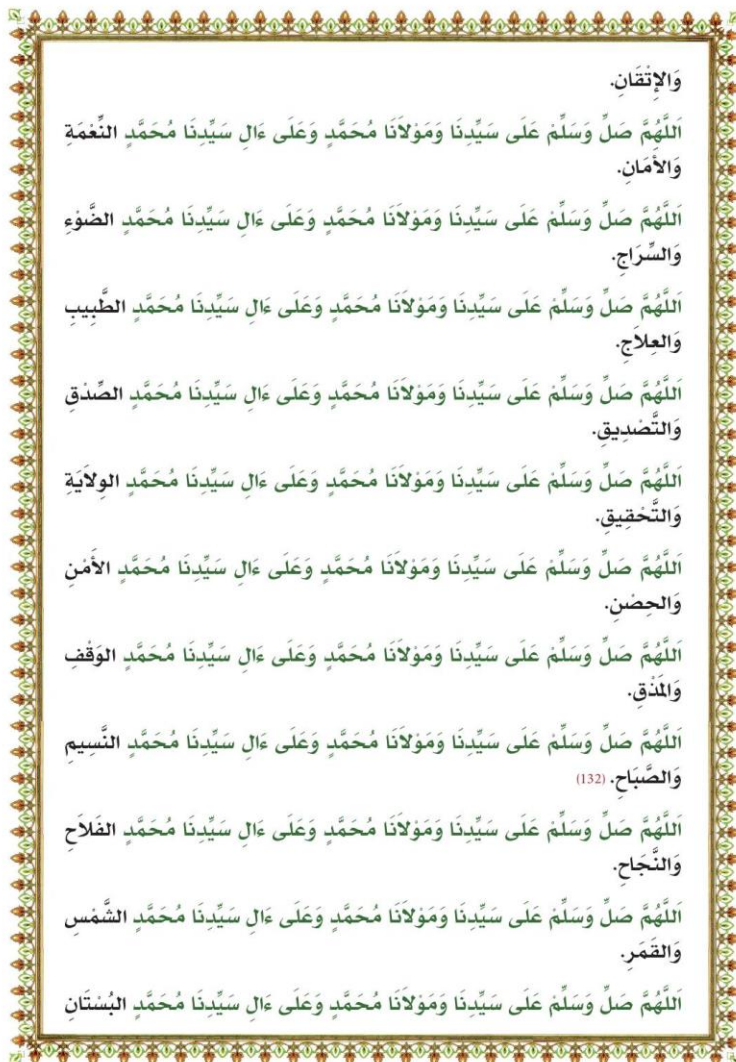 وَالإِتْقَانِ.
اَللَّهُمَّ صَلِّ وَسَلِّمْ عَلَى سَيِّدِنَا وَمَوْلاَنَا مُحَمَّدٍ وَعَلَى ءَالِ سَيِّدِنَا مُحَمَّدٍ النِّعْمَةِ
وَالأَمَانِ.
اَللَّهُمَّ صَلِّ وَسَلِّمْ عَلَى سَيِّدِنَا وَمَوْلاَنَا مُحَمَّدٍ وَعَلَى ءَالِ سَيِّدِنَا مُحَمَّدٍ الضَّوْءِ
وَالسِّرَاجِ.
اَللَّهُمَّ صَلِّ وَسَلِّمْ عَلَى سَيِّدِنَا وَمَوْلاَنَا مُحَمَّدٍ وَعَلَى ءَالِ سَيِّدِنَا مُحَمَّدٍ الطَّبِيبِ
وَالعِلاَجِ.
اَللَّهُمَّ صَلِّ وَسَلِّمْ عَلَى سَيِّدِنَا وَمَوْلاَنَا مُحَمَّدٍ وَعَلَى ءَالِ سَيِّدِنَا مُحَمَّدٍ الصِّدْقِ
وَالتَّصْدِيقِ.
اَللَّهُمَّ صَلِّ وَسَلِّمْ عَلَى سَيِّدِنَا وَمَوْلاَنَا مُحَمَّدٍ وَعَلَى ءَالِ سَيِّدِنَا مُحَمَّدٍ الوِلاَيَةِ
وَالتَّحْقِيقِ.
اَللَّهُمَّ صَلِّ وَسَلِّمْ عَلَى سَيِّدِنَا وَمَوْلاَنَا مُحَمَّدٍ وَعَلَى ءَالِ سَيِّدِنَا مُحَمَّدٍ الأَمْنِ
وَالحِصْنِ.
اَللَّهُمَّ صَلِّ وَسَلِّمْ عَلَى سَيِّدِنَا وَمَوْلاَنَا مُحَمَّدٍ وَعَلَى ءَالِ سَيِّدِنَا مُحَمَّدٍ الوَقْفِ
وَالمَذْقِ.
اَللَّهُمَّ صَلِّ وَسَلِّمْ عَلَى سَيِّدِنَا وَمَوْلاَنَا مُحَمَّدٍ وَعَلَى ءَالِ سَيِّدِنَا مُحَمَّدٍ النَّسِيمِ
وَالصَّبَاحِ. (132)
اَللَّهُمَّ صَلِّ وَسَلِّمْ عَلَى سَيِّدِنَا وَمَوْلاَنَا مُحَمَّدٍ وَعَلَى ءَالِ سَيِّدِنَا مُحَمَّدٍ الفَلاَحِ
وَالنَّجَاحِ.
اَللَّهُمَّ صَلِّ وَسَلِّمْ عَلَى سَيِّدِنَا وَمَوْلاَنَا مُحَمَّدٍ وَعَلَى ءَالِ سَيِّدِنَا مُحَمَّدٍ الشَّمْسِ
وَالقَمَرِ.
اَللَّهُمَّ صَلِّ وَسَلِّمْ عَلَى سَيِّدِنَا وَمَوْلاَنَا مُحَمَّدٍ وَعَلَى ءَالِ سَيِّدِنَا مُحَمَّدٍ البُسْتَانِ